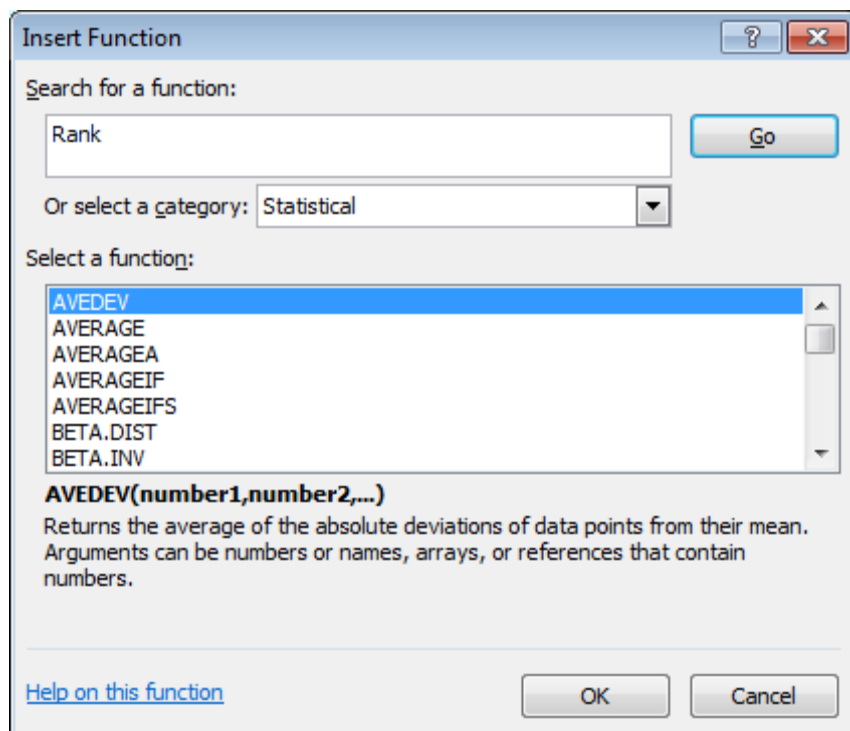 Insert Function
Search for a function:
Rank
Go
Or select a category: Statistical
Select a function:
AVEDEV
AVERAGE
AVERAGEA
AVERAGEIF
AVERAGEIFS
BETA.DIST
BETA.INV
AVEDEV(number1,number2,...)
Returns the average of the absolute deviations of data points from their mean.
Arguments can be numbers or names, arrays, or references that contain
numbers.
Help on this function
OK
Cancel